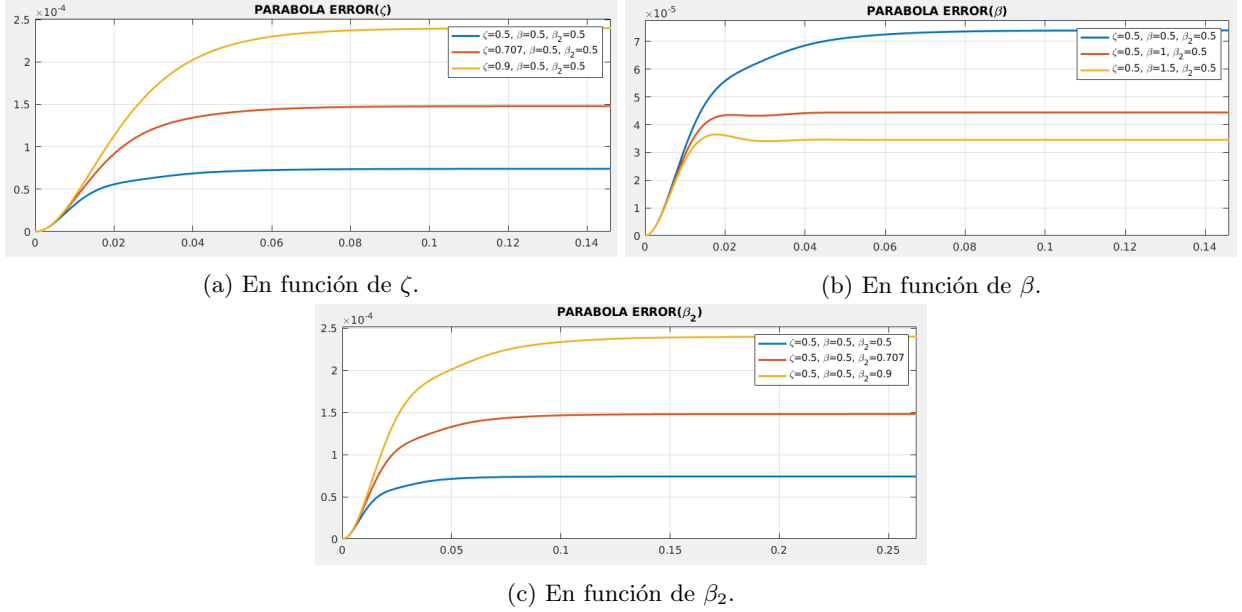 PARABOLA ERROR(ζ)
×10⁻⁴
2.5
2
1.5
1
0.5
0
0 0.02 0.04 0.06 0.08 0.1 0.12 0.14
ζ=0.5, β=0.5, β₂=0.5
ζ=0.707, β=0.5, β₂=0.5
ζ=0.9, β=0.5, β₂=0.5
(a) En función de ζ.
PARABOLA ERROR(β)
×10⁻⁵
7
6
5
4
3
2
1
0
0 0.02 0.04 0.06 0.08 0.1 0.12 0.14
ζ=0.5, β=0.5, β₂=0.5
ζ=0.5, β=1, β₂=0.5
ζ=0.5, β=1.5, β₂=0.5
(b) En función de β.
PARABOLA ERROR(β₂)
×10⁻⁴
2.5
2
1.5
1
0.5
0
0 0.05 0.1 0.15 0.2 0.25
ζ=0.5, β=0.5, β₂=0.5
ζ=0.5, β=0.5, β₂=0.707
ζ=0.5, β=0.5, β₂=0.9
(c) En función de β₂.